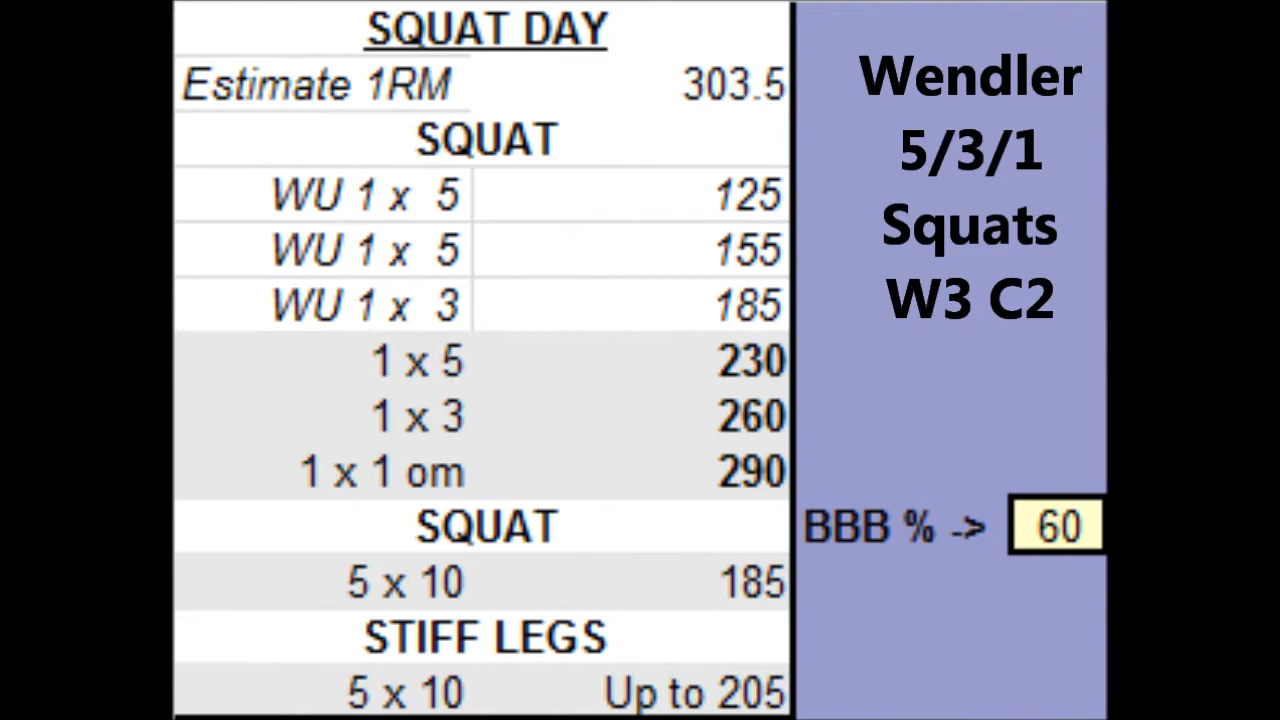 SQUAT DAY
Estimate 1RM 303.5
SQUAT
WU 1 x 5 125
WU 1 x 5 155
WU 1 x 3 185
1 x 5 230
1 x 3 260
1 x 1 om 290
SQUAT
5 x 10 185
STIFF LEGS
5 x 10 Up to 205
Wendler
5/3/1
Squats
W3 C2
BBB % -> 60